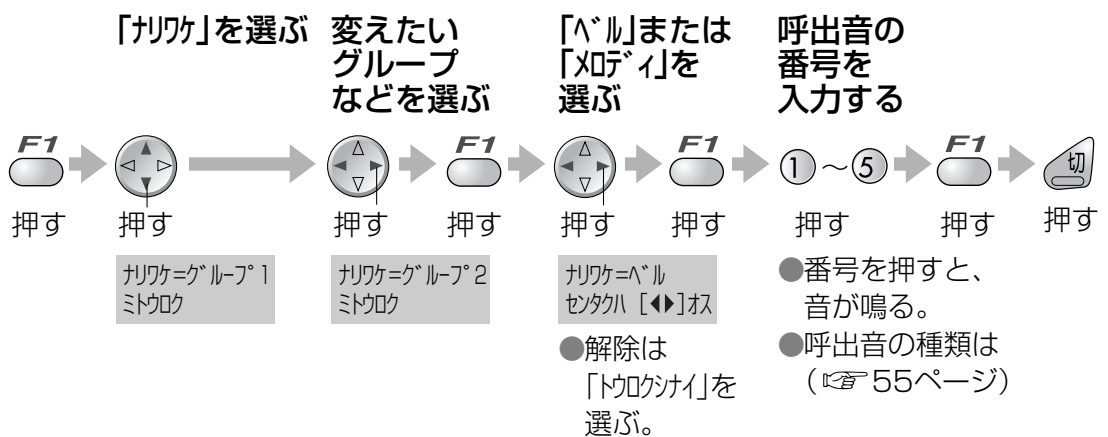 「ﾅﾘﾜｹ」を選ぶ
変えたい
グループ
などを選ぶ
「ﾍﾞﾙ」または
「ﾒﾛﾃﾞｨ」を
選ぶ
呼出音の
番号を
入力する
F1
F1
F1
F1
①～⑤
切
押す
押す
押す
押す
押す
押す
押す
押す
押す
ﾅﾘﾜｹ=ｸﾞﾙｰﾌﾟ1
ﾐﾄｳﾛｸ
ﾅﾘﾜｹ=ｸﾞﾙｰﾌﾟ2
ﾐﾄｳﾛｸ
ﾅﾘﾜｹ=ﾍﾞﾙ
ｾﾝﾀｸﾊ [◀▶]ｵｽ
●解除は
「ﾄｳﾛｸｼﾅｲ」を
選ぶ。
●番号を押すと、
音が鳴る。
●呼出音の種類は
（☞55ページ）